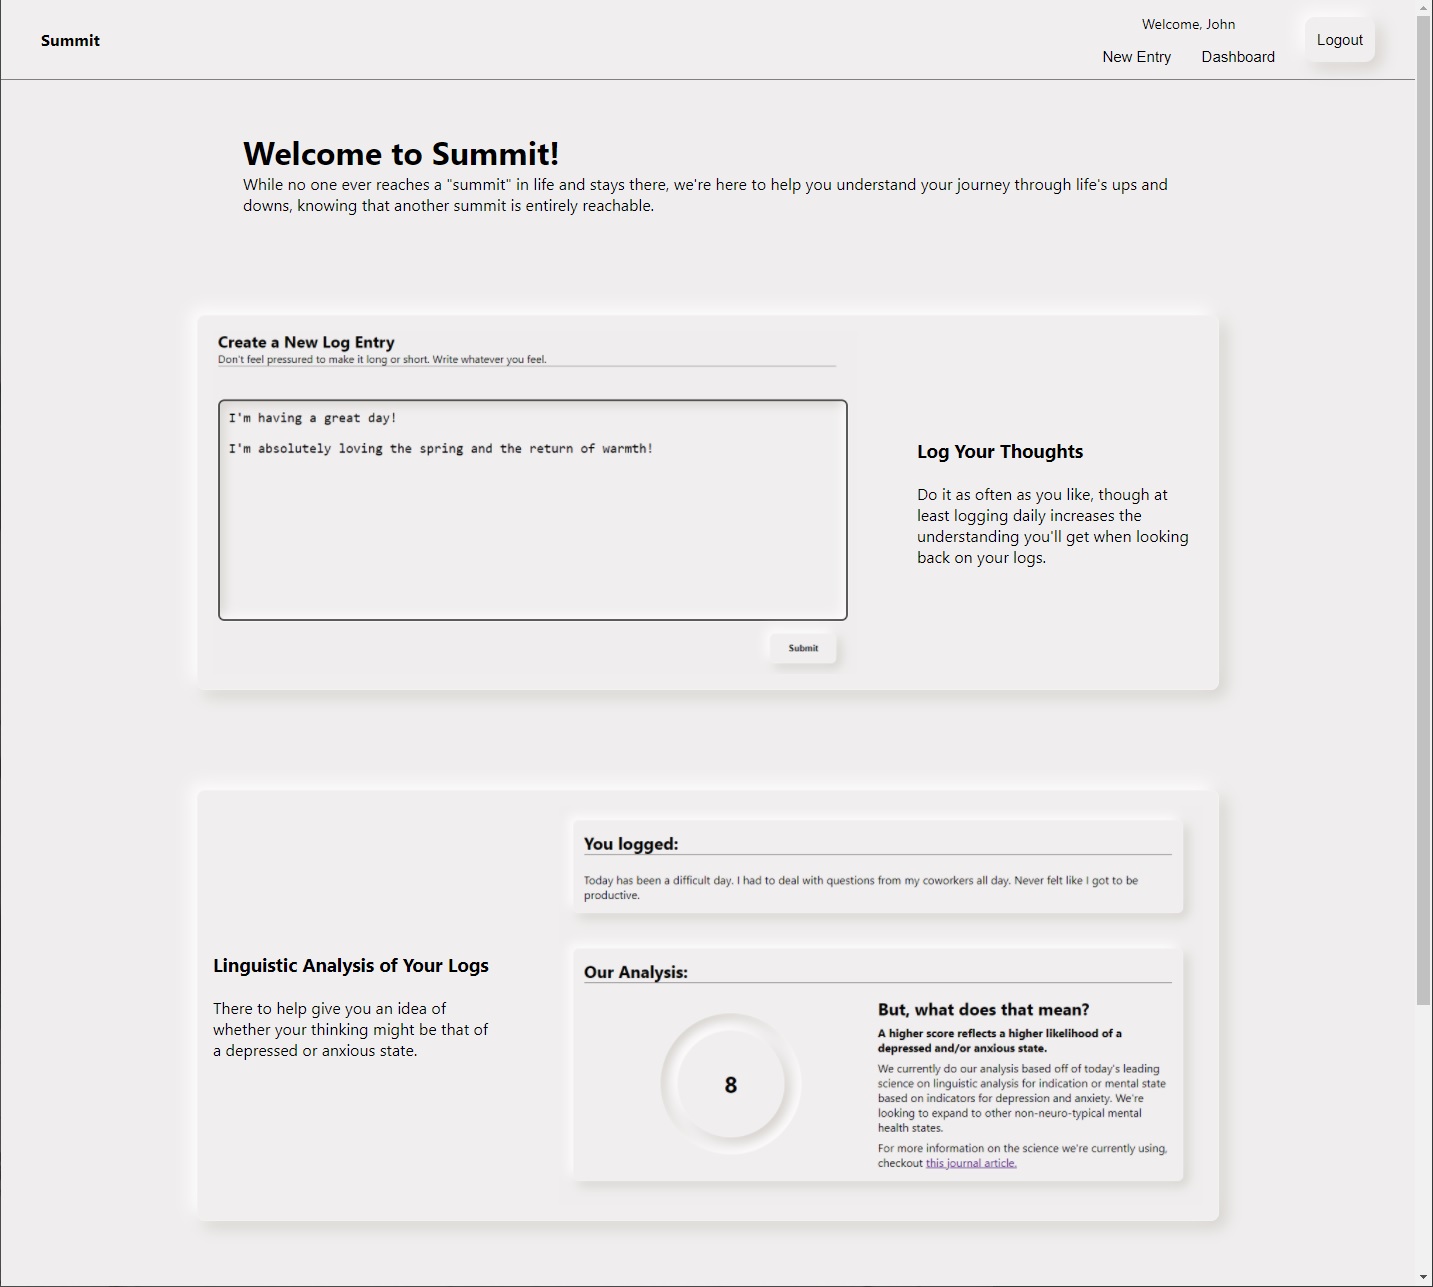 Summit
Welcome, John
New Entry
Dashboard
Logout
Welcome to Summit!
While no one ever reaches a "summit" in life and stays there, we're here to help you understand your journey through life's ups and
downs, knowing that another summit is entirely reachable.
Create a New Log Entry
Don't feel pressured to make it long or short. Write whatever you feel.
I'm having a great day!
I'm absolutely loving the spring and the return of warmth!
Submit
Log Your Thoughts
Do it as often as you like, though at
least logging daily increases the
understanding you'll get when looking
back on your logs.
Linguistic Analysis of Your Logs
There to help give you an idea of
whether your thinking might be that of
a depressed or anxious state.
You logged:
Today has been a difficult day. I had to deal with questions from my coworkers all day. Never felt like I got to be
productive.
Our Analysis:
8
But, what does that mean?
A higher score reflects a higher likelihood of a
depressed and/or anxious state.
We currently do our analysis based off of today's leading
science on linguistic analysis for indication or mental state
based on indicators for depression and anxiety. We're
looking to expand to other non-neuro-typical mental
health states.
For more information on the science we're currently using,
checkout this journal article.